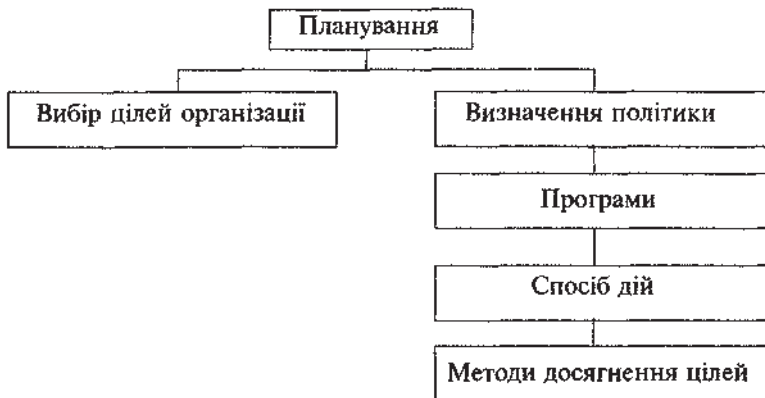 Планування
Вибір цілей організації
Визначення політики
Програми
Спосіб дій
Методи досягнення цілей